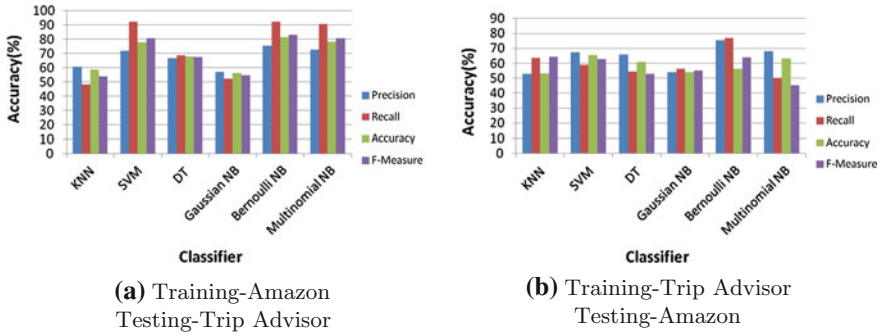 Accuracy(%)
100
90
80
70
60
50
40
30
20
10
0
KNN
SVM
DT
Gaussian NB
Bernoulli NB
Multinomial NB
Classifier
Precision
Recall
Accuracy
F-Measure
(a) Training-Amazon
Testing-Trip Advisor
Accuracy(%)
90
80
70
60
50
40
30
20
10
0
KNN
SVM
DT
Gaussian NB
Bernoulli NB
Multinomial NB
Classifier
Precision
Recall
Accuracy
F-Measure
(b) Training-Trip Advisor
Testing-Amazon